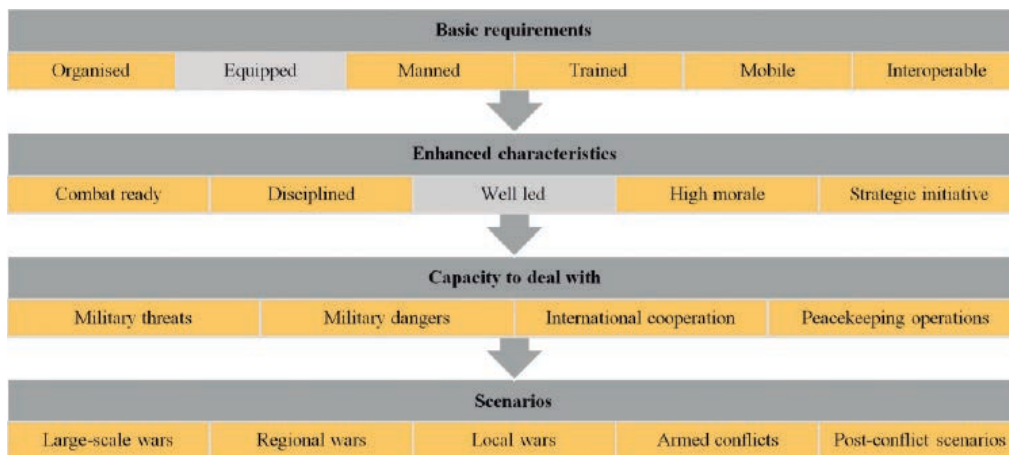 Basic requirements
Organised Equipped Manned Trained Mobile Interoperable
Enhanced characteristics
Combat ready Disciplined Well led High morale Strategic initiative
Capacity to deal with
Military threats Military dangers International cooperation Peacekeeping operations
Scenarios
Large-scale wars Regional wars Local wars Armed conflicts Post-conflict scenarios